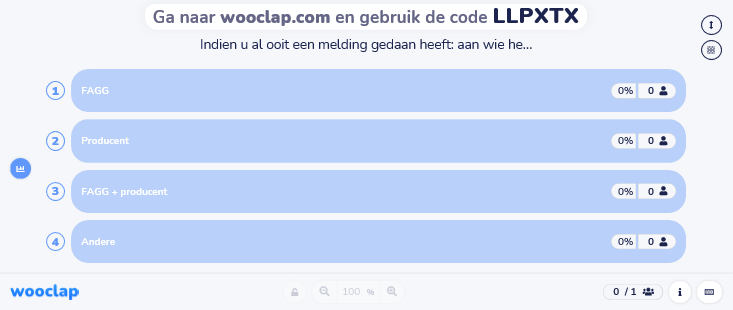 Ga naar wooclap.com en gebruik de code LLPXTX
Indien u al ooit een melding gedaan heeft: aan wie he...
1 FAGG 0% 0
2 Producent 0% 0
3 FAGG + producent 0% 0
4 Andere 0% 0
wooclap 100 % 0 / 1 i